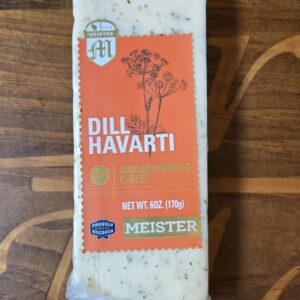 MEISTER
M
DILL
HAVARTI
AWARD WINNING
CHEESE
NET WT. 6OZ. (170g)
PROUDLY
WISCONSIN
MEISTER